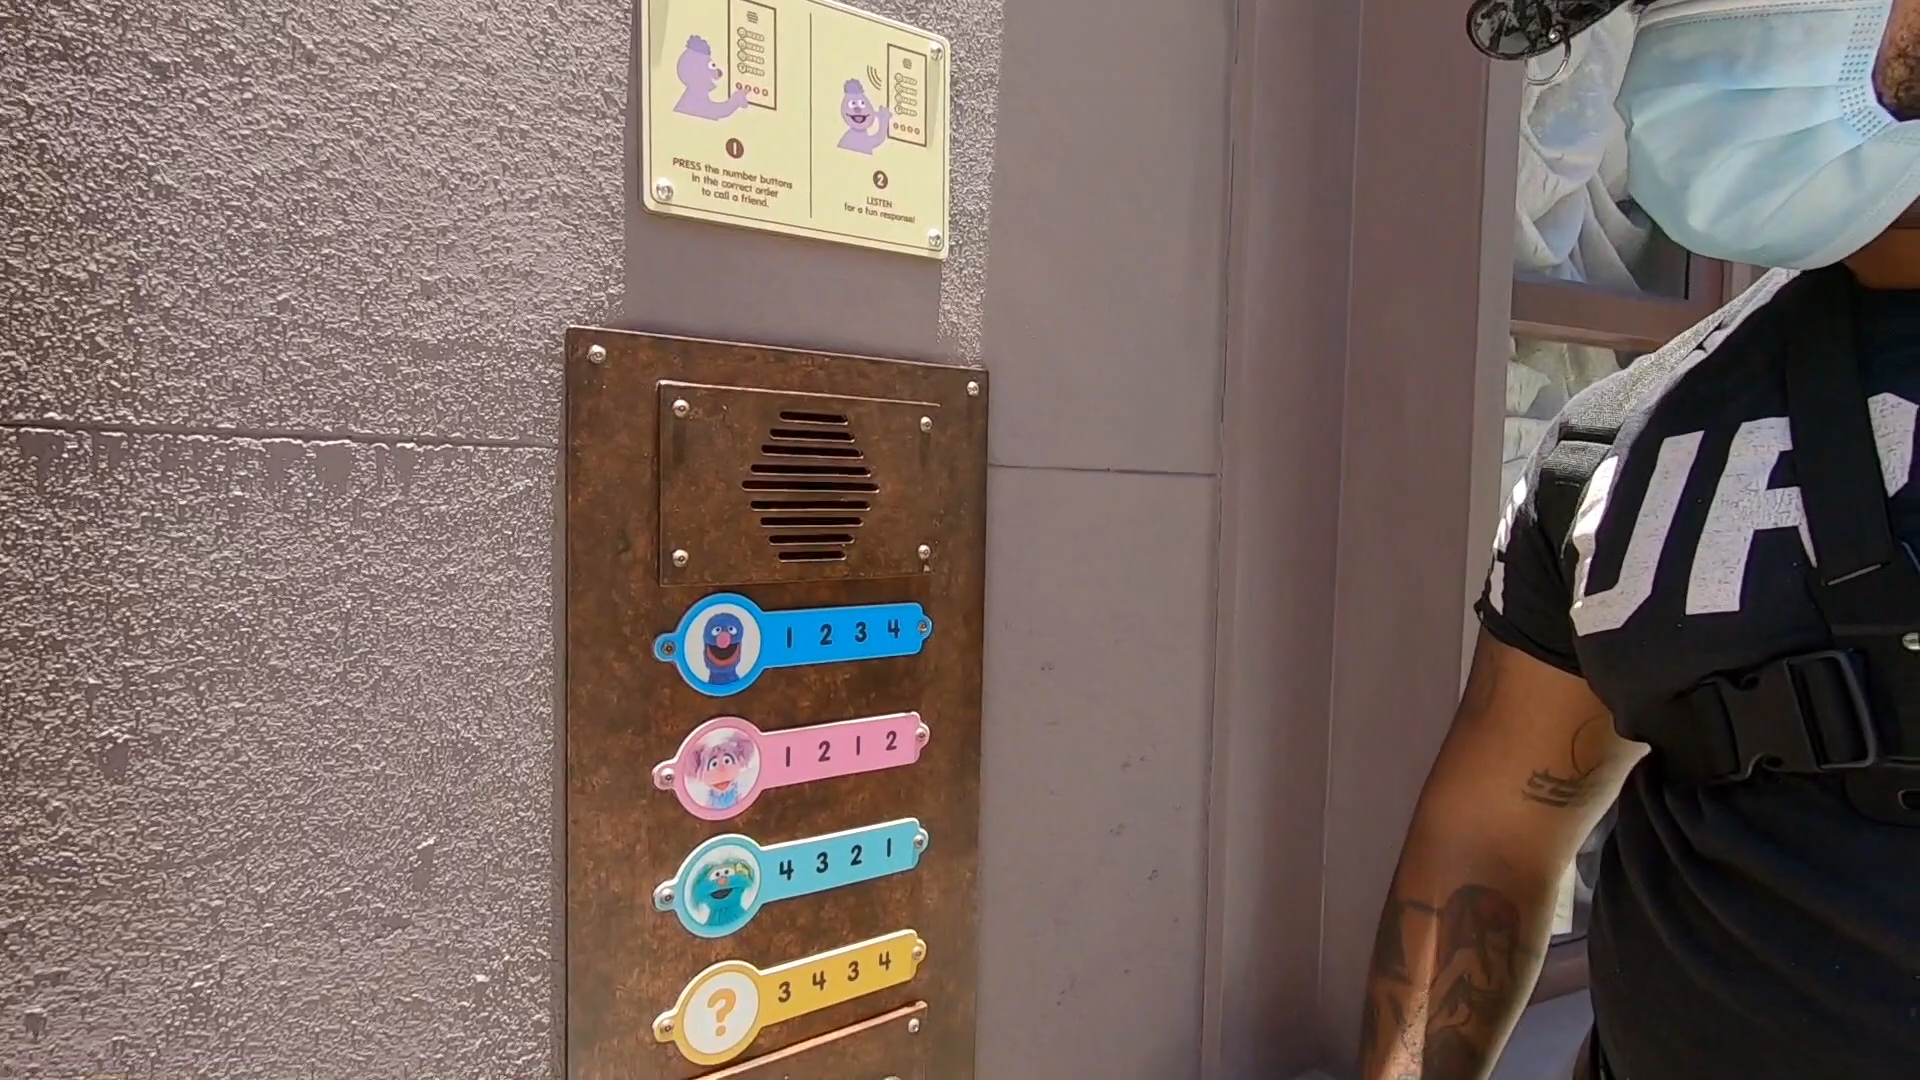 1
PRESS the number buttons
in the correct order
to call a friend.
2
LISTEN
for a fun response!
1 2 3 4
1 2 1 2
4 3 2 1
? 3 4 3 4